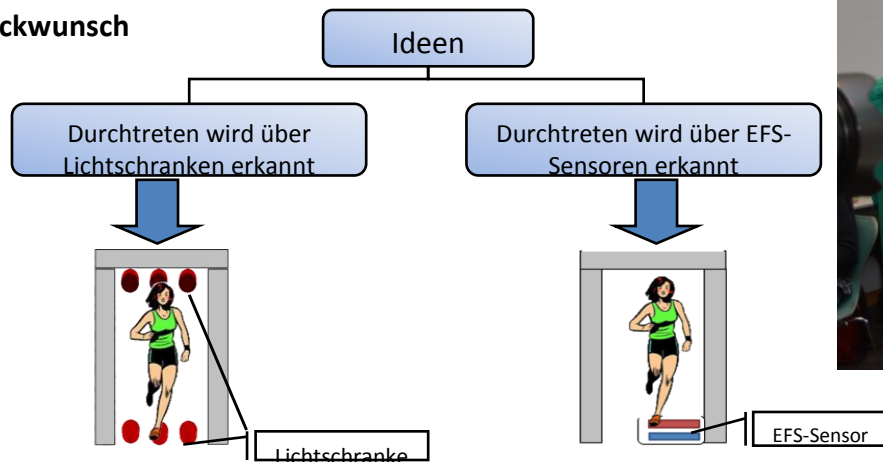 ckwunsch
Ideen
Durchtreten wird über
Lichtschranken erkannt
Durchtreten wird über EFS-
Sensoren erkannt
Lichtschranke
EFS-Sensor